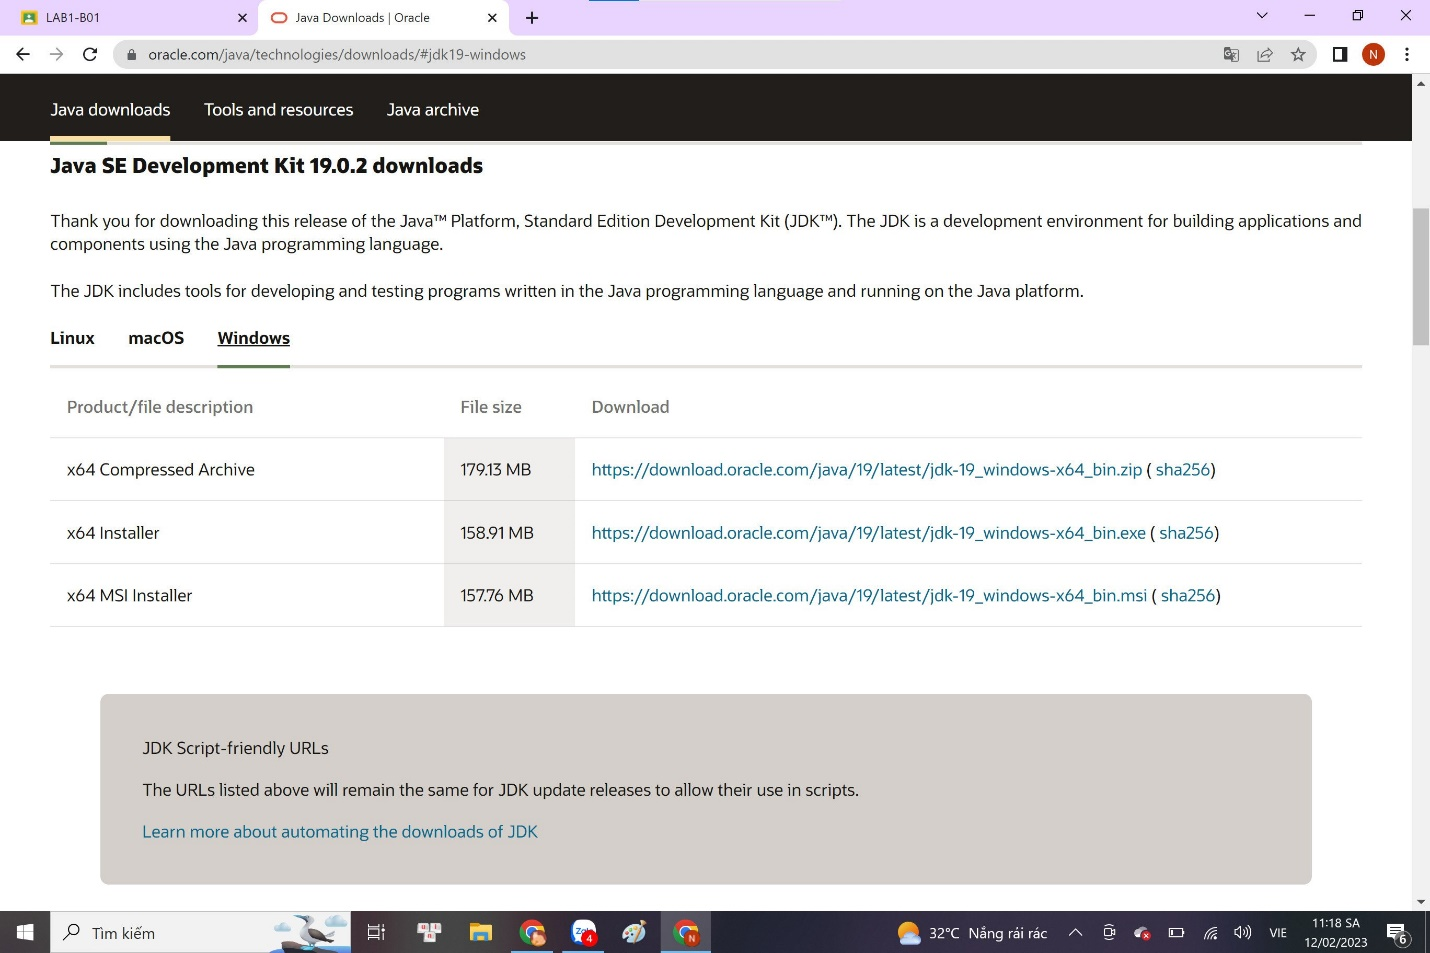 LAB1-B01
Java Downloads | Oracle
oracle.com/java/technologies/downloads/#jdk19-windows
N
Java downloads
Tools and resources
Java archive
Java SE Development Kit 19.0.2 downloads
Thank you for downloading this release of the Java™ Platform, Standard Edition Development Kit (JDK™). The JDK is a development environment for building applications and
components using the Java programming language.
The JDK includes tools for developing and testing programs written in the Java programming language and running on the Java platform.
Linux macOS Windows
Product/file description File size Download
x64 Compressed Archive 179.13 MB https://download.oracle.com/java/19/latest/jdk-19_windows-x64_bin.zip ( sha256)
x64 Installer 158.91 MB https://download.oracle.com/java/19/latest/jdk-19_windows-x64_bin.exe ( sha256)
x64 MSI Installer 157.76 MB https://download.oracle.com/java/19/latest/jdk-19_windows-x64_bin.msi ( sha256)
JDK Script-friendly URLs
The URLs listed above will remain the same for JDK update releases to allow their use in scripts.
Learn more about automating the downloads of JDK
Tìm kiếm
4
N
32°C Nắng rải rác
VIE
11:18 SA
12/02/2023
6